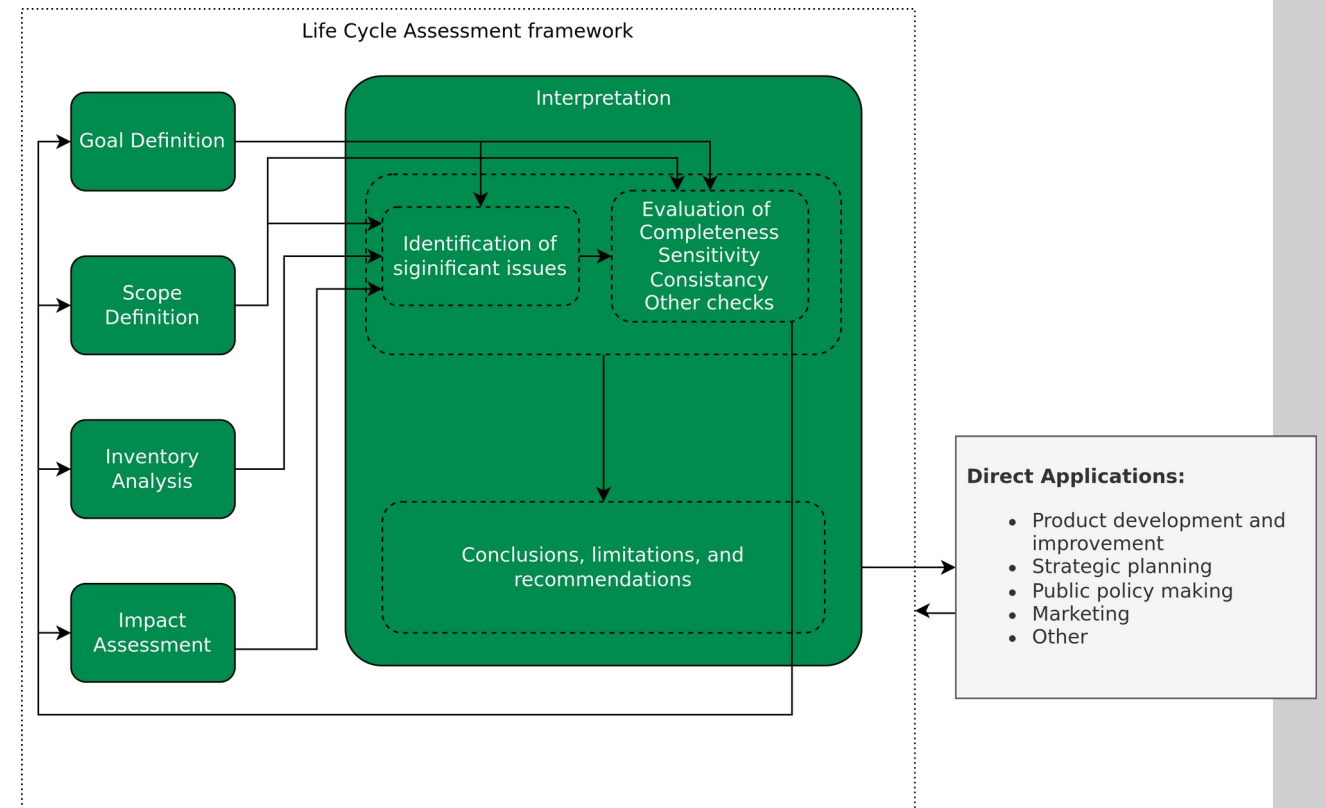 Life Cycle Assessment framework
Interpretation
Goal Definition
Scope
Definition
Inventory
Analysis
Impact
Assessment
Identification of
siginificant issues
Evaluation of
Completeness
Sensitivity
Consistancy
Other checks
Conclusions, limitations, and
recommendations
Direct Applications:
• Product development and
improvement
• Strategic planning
• Public policy making
• Marketing
• Other